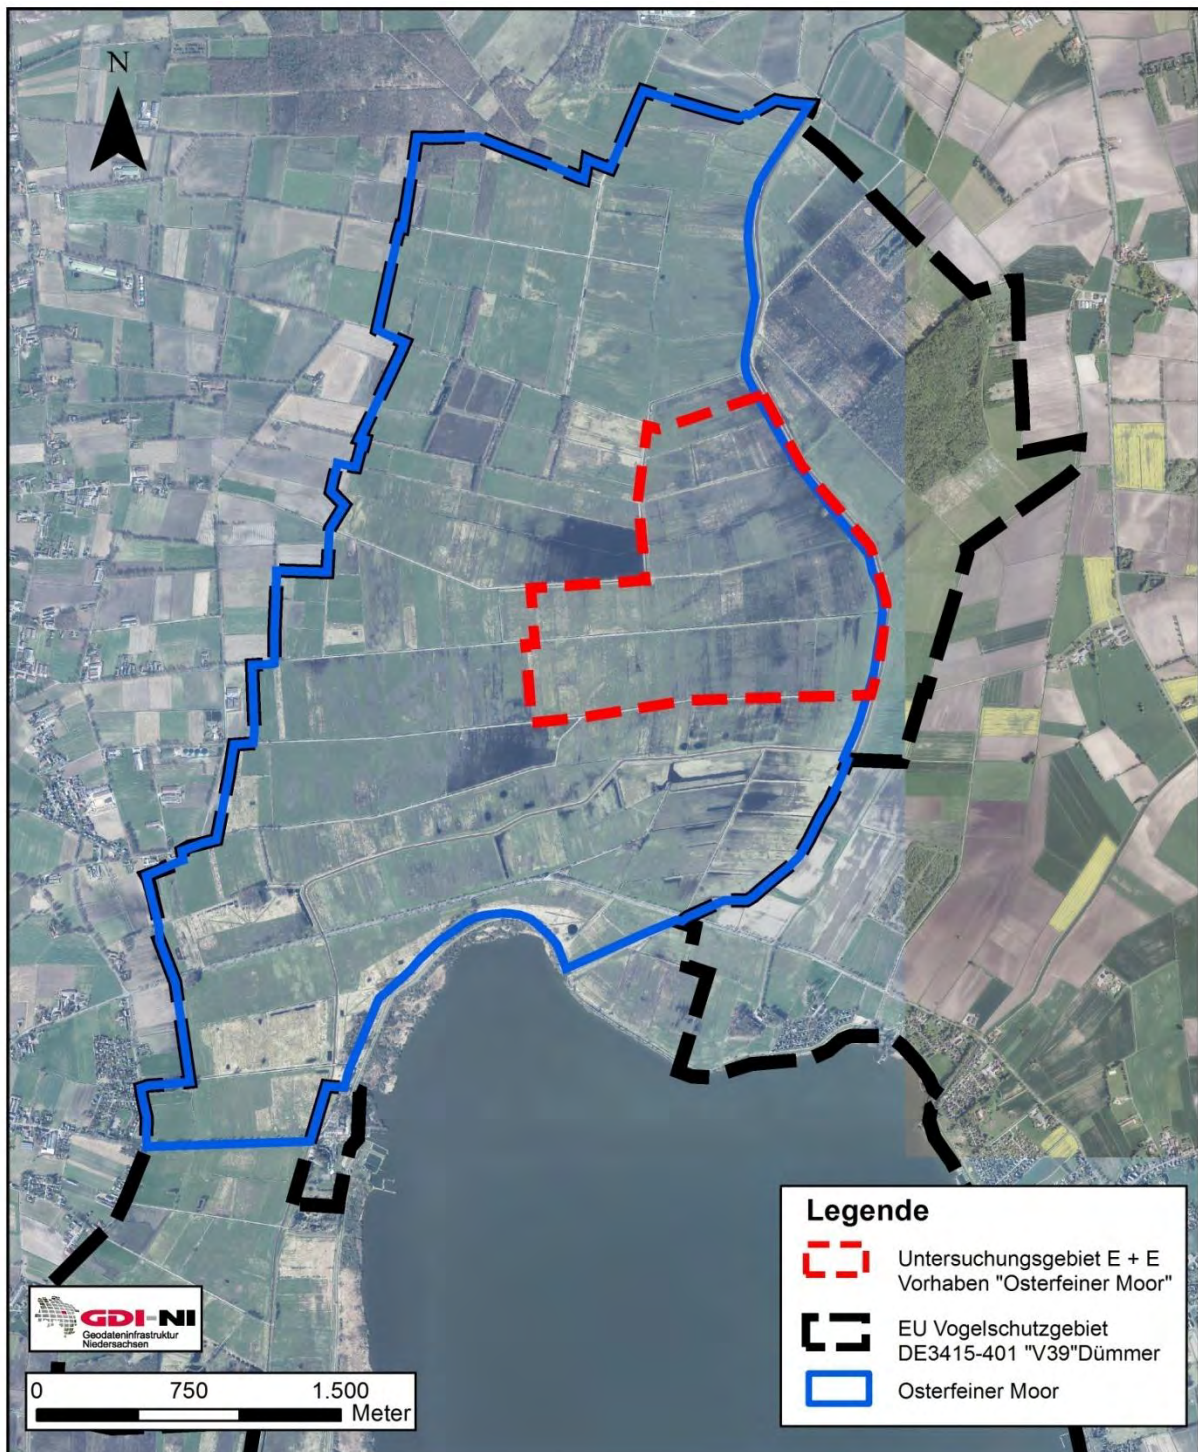 N
Legende
Untersuchungsgebiet E + E
Vorhaben "Osterfeiner Moor"
EU Vogelschutzgebiet
DE3415-401 "V39"Dümmer
Osterfeiner Moor
GDI-NI
Geodateninfrastruktur
Niedersachsen
0 750 1.500
Meter